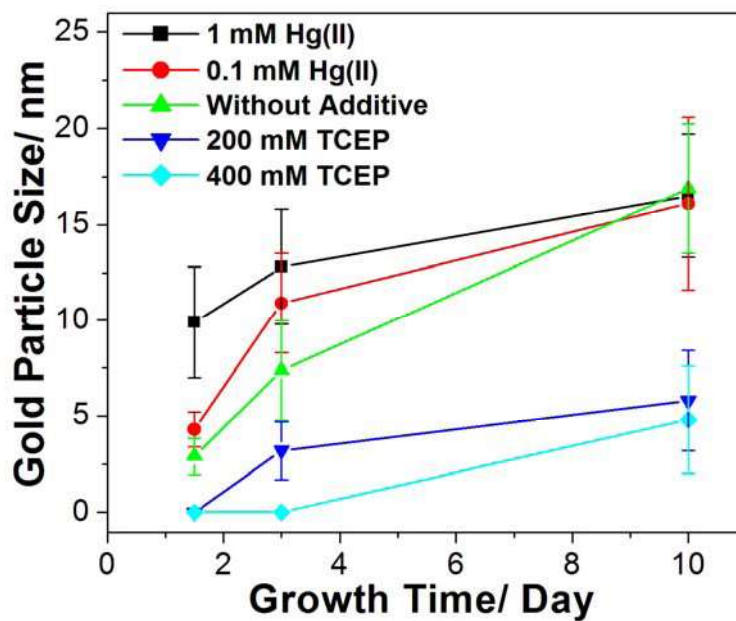 25
20
15
10
5
0
Gold Particle Size/ nm
1 mM Hg(II)
0.1 mM Hg(II)
Without Additive
200 mM TCEP
400 mM TCEP
0 2 4 6 8 10
Growth Time/ Day